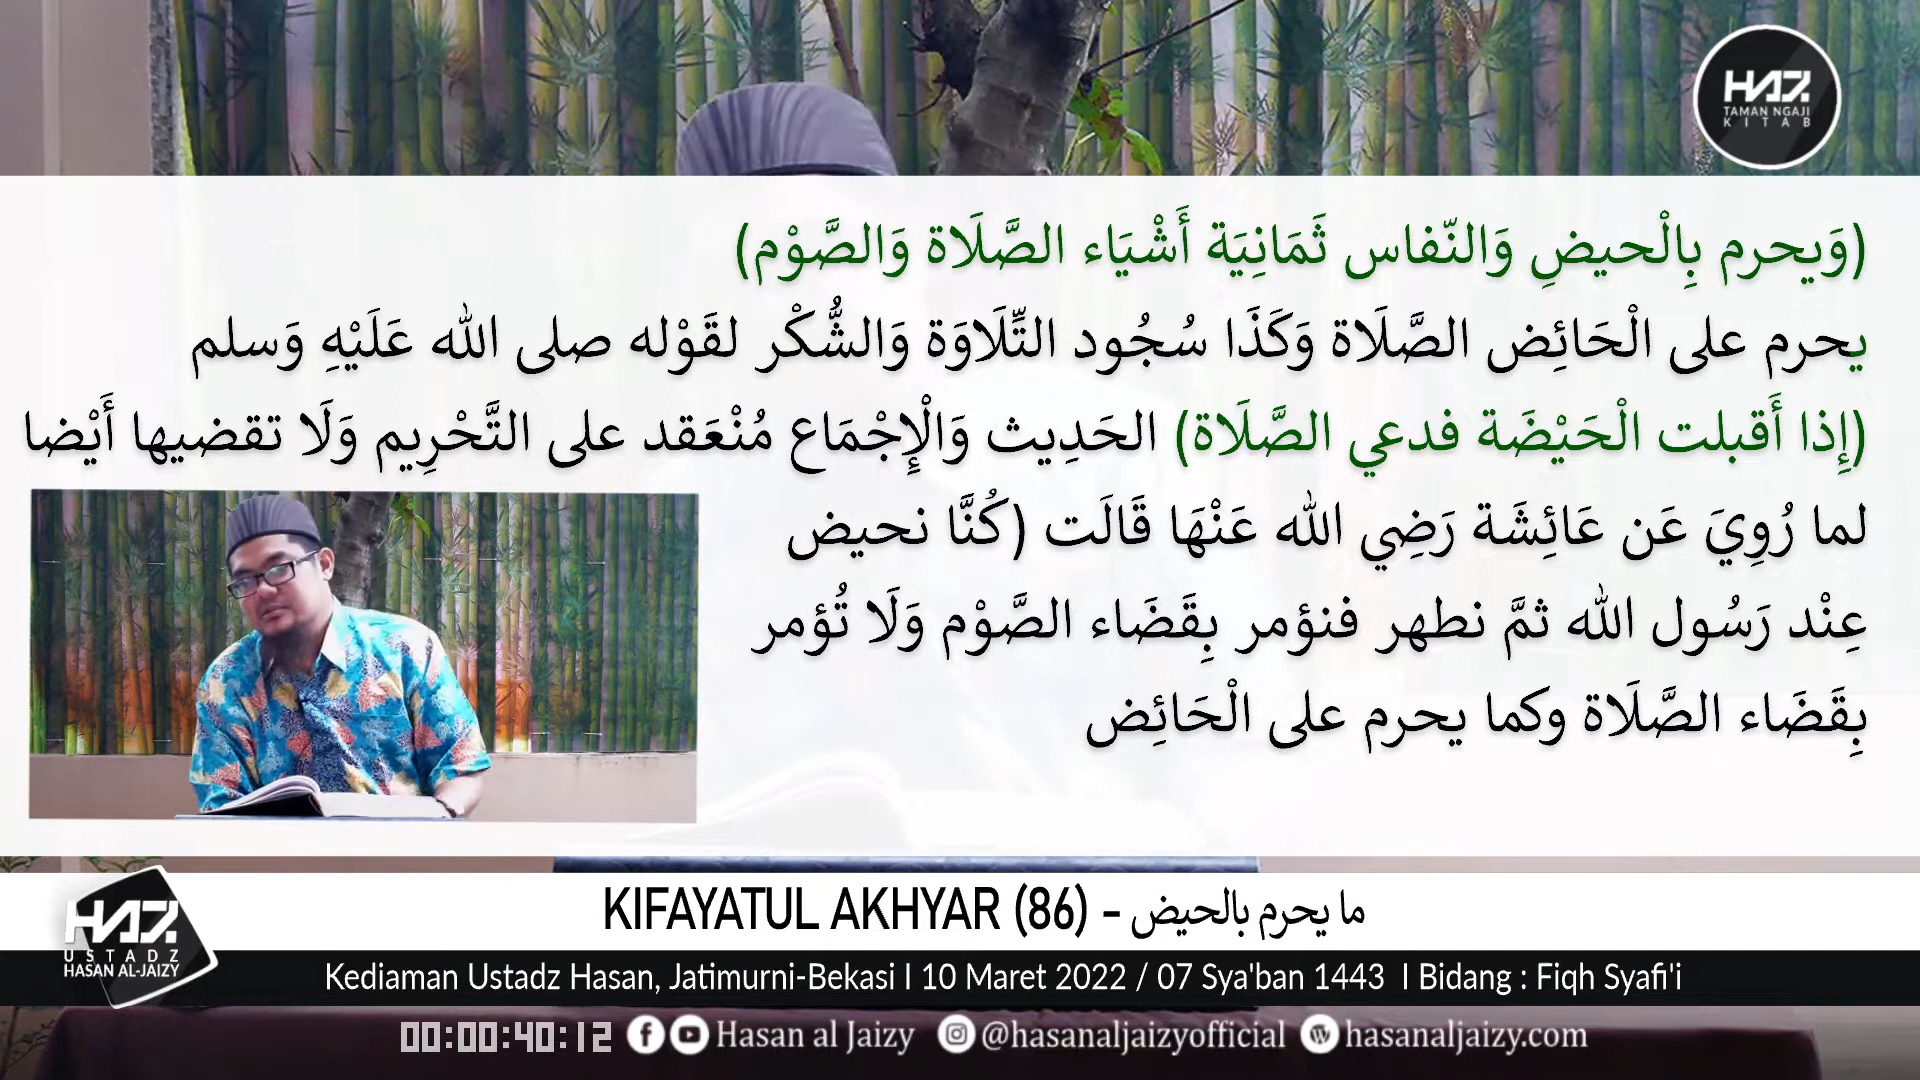 HAZ
TAMAN NGAJI
KITAB
(وَيحرم بِالْحيضِ وَالنّفاس ثَمَانِيَة أَشْيَاء الصَّلَاة وَالصَّوْم)
يحرم على الْحَائِض الصَّلَاة وَكَذَا سُجُود التِّلَاوَة وَالشُّكْر لقَوْله صلى الله عَلَيْهِ وَسلم
(إِذا أَقبلت الْحَيْضَة فدعي الصَّلَاة) الحَدِيث وَالْإِجْمَاع مُنْعَقد على التَّحْرِيم وَلَا تقضيها أَيْضا
لما رُوِيَ عَن عَائِشَة رَضِي الله عَنْهَا قَالَت (كُنَّا نحيض
عِنْد رَسُول الله ثمَّ نطهر فنؤمر بِقَضَاء الصَّوْم وَلَا تُؤمر
بِقَضَاء الصَّلَاة وكما يحرم على الْحَائِض
KIFAYATUL AKHYAR (86) – ما يحرم بالحيض
HAZ
USTADZ
HASAN AL-JAIZY
Kediaman Ustadz Hasan, Jatimurni-Bekasi I 10 Maret 2022 / 07 Sya'ban 1443 I Bidang : Fiqh Syafi'i
00:00:40:12 Hasan al Jaizy @hasanaljaizyofficial hasanaljaizy.com